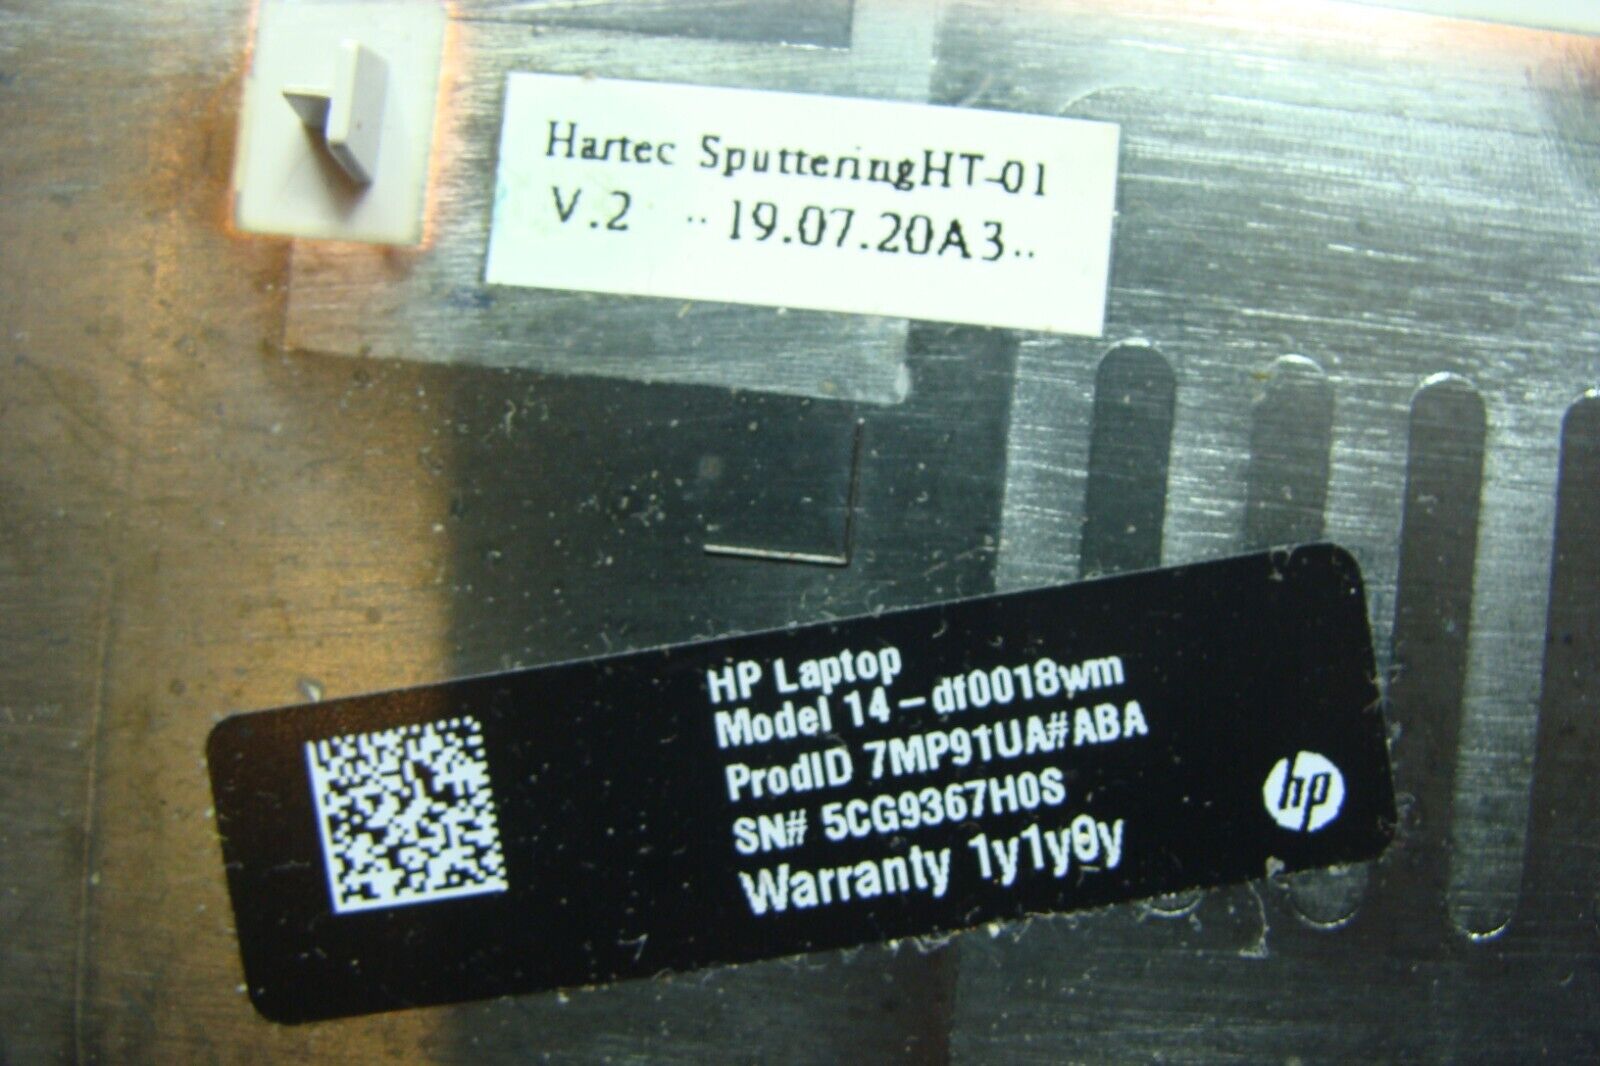 Hartec SputteringHT-01
V.2 ..19.07.20A3..
HP Laptop
Model 14-df0018wm
ProdID 7MP91UA#ABA
SN# 5CG9367H0S
Warranty 1y1y0y
hp